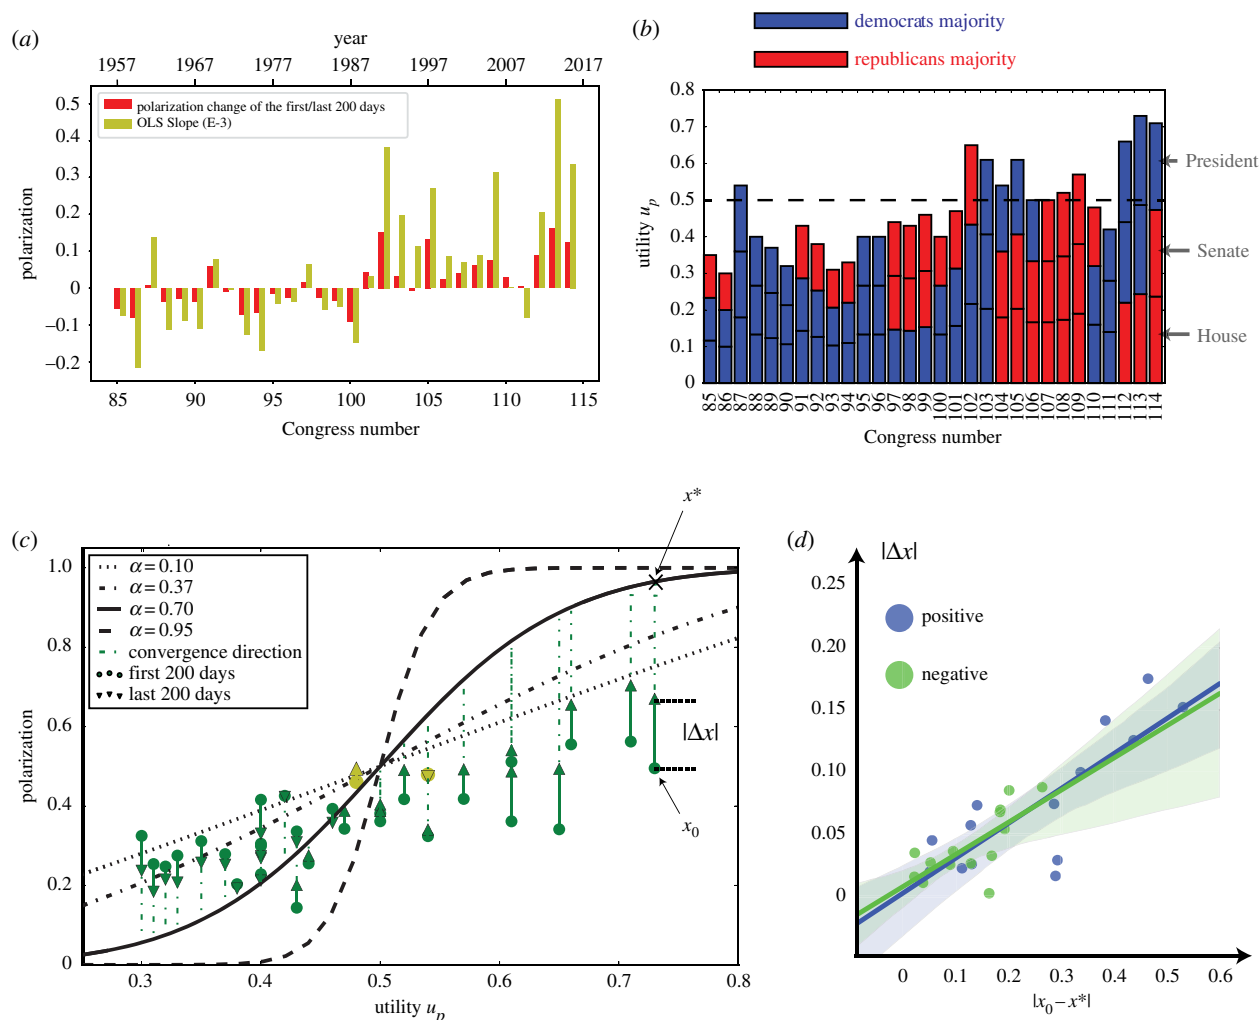 (a)
year
1957 1967 1977 1987 1997 2007 2017
polarization change of the first/last 200 days
OLS Slope (E-3)
0.5
0.4
0.3
0.2
0.1
0
–0.1
–0.2
polarization
85 90 95 100 105 110 115
Congress number
(b)
democrats majority
republicans majority
0.8
0.7
0.6
0.5
0.4
0.3
0.2
0.1
0
utility u_p
President
Senate
House
85 86 87 88 89 90 91 92 93 94 95 96 97 98 99 100 101 102 103 104 105 106 107 108 109 110 111 112 113 114
Congress number
(c)
x*
α = 0.10
α = 0.37
α = 0.70
α = 0.95
convergence direction
first 200 days
last 200 days
1.0
0.8
0.6
0.4
0.2
0
polarization
|Δx|
x₀
0.3 0.4 0.5 0.6 0.7 0.8
utility u_p
(d)
|Δx|
positive
negative
0.25
0.20
0.15
0.10
0.05
0
0 0.1 0.2 0.3 0.4 0.5 0.6
|x₀ – x*|